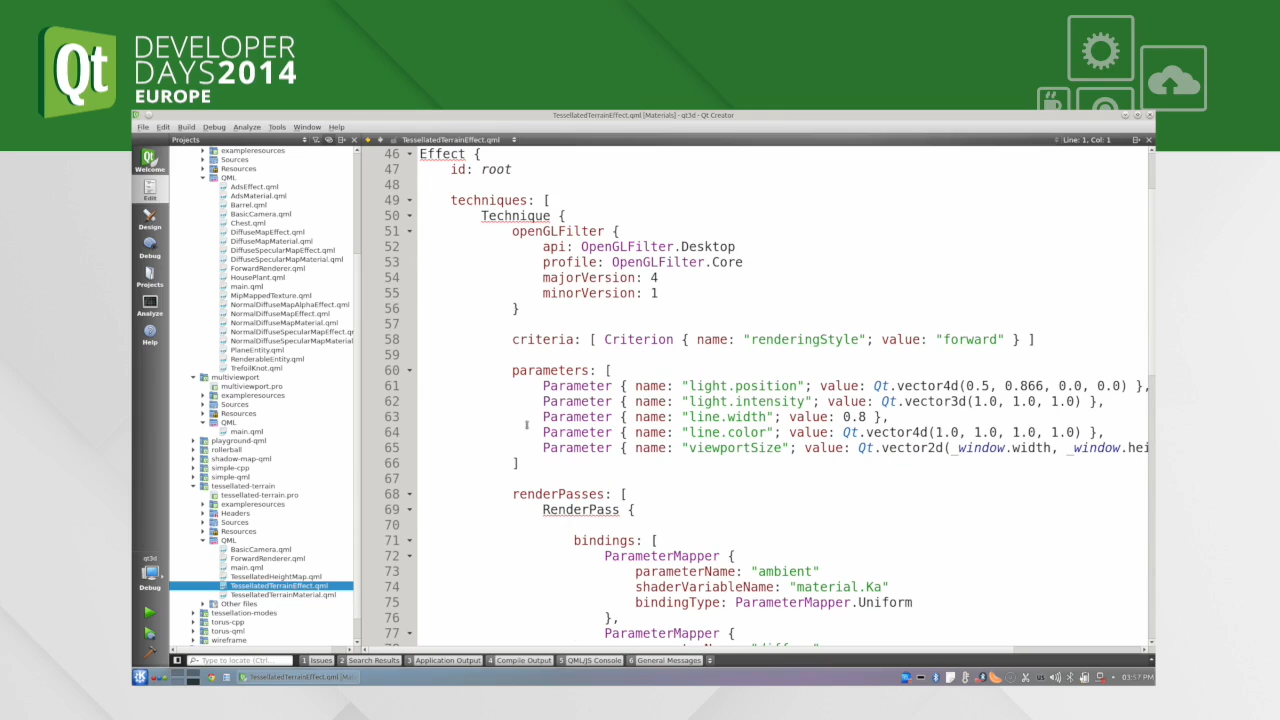 Qt
DEVELOPER
DAYS2014
EUROPE
TessellatedTerrainEffect.qml [Materials] - qt3d - Qt Creator
File Edit Build Debug Analyze Tools Window Help
Projects
TessellatedTerrainEffect.qml
Line: 1, Col: 1
Welcome
Edit
Design
Debug
Projects
Analyze
Help
qt3d
Debug
exampleresources
Sources
Resources
QML
AdsEffect.qml
AdsMaterial.qml
Barrel.qml
BasicCamera.qml
Chest.qml
DiffuseMapEffect.qml
DiffuseMapMaterial.qml
DiffuseSpecularMapEffect.qml
DiffuseSpecularMapMaterial.qml
ForwardRenderer.qml
HousePlant.qml
main.qml
MipMappedTexture.qml
NormalDiffuseMapAlphaEffect.qml
NormalDiffuseMapEffect.qml
NormalDiffuseMapMaterial.qml
NormalDiffuseSpecularMapEffect.q
NormalDiffuseSpecularMapMaterial
PlaneEntity.qml
RenderableEntity.qml
TrefoilKnot.qml
multiviewport
multiviewport.pro
exampleresources
Sources
Resources
QML
main.qml
playground-qml
rollerball
shadow-map-qml
simple-cpp
simple-qml
tessellated-terrain
tessellated-terrain.pro
exampleresources
Headers
Sources
Resources
QML
BasicCamera.qml
ForwardRenderer.qml
main.qml
TessellatedHeightMap.qml
TessellatedTerrainEffect.qml
TessellatedTerrainMaterial.qml
Other files
tessellation-modes
torus-cpp
torus-qml
wireframe
46 Effect {
47 id: root
48
49 techniques: [
50 Technique {
51 openGLFilter {
52 api: OpenGLFilter.Desktop
53 profile: OpenGLFilter.Core
54 majorVersion: 4
55 minorVersion: 1
56 }
57
58 criteria: [ Criterion { name: "renderingStyle"; value: "forward" } ]
59
60 parameters: [
61 Parameter { name: "light.position"; value: Qt.vector4d(0.5, 0.866, 0.0, 0.0) },
62 Parameter { name: "light.intensity"; value: Qt.vector3d(1.0, 1.0, 1.0) },
63 Parameter { name: "line.width"; value: 0.8 },
64 Parameter { name: "line.color"; value: Qt.vector4d(1.0, 1.0, 1.0, 1.0) },
65 Parameter { name: "viewportSize"; value: Qt.vector2d(_window.width, _window.hei
66 ]
67
68 renderPasses: [
69 RenderPass {
70
71 bindings: [
72 ParameterMapper {
73 parameterName: "ambient"
74 shaderVariableName: "material.Ka"
75 bindingType: ParameterMapper.Uniform
76 },
77 ParameterMapper {
Type to locate (Ctrl...
1 Issues 2 Search Results 3 Application Output 4 Compile Output 5 QML/JS Console 6 General Messages
TessellatedTerrainEffect.qml [Mat
us
03:57 PM